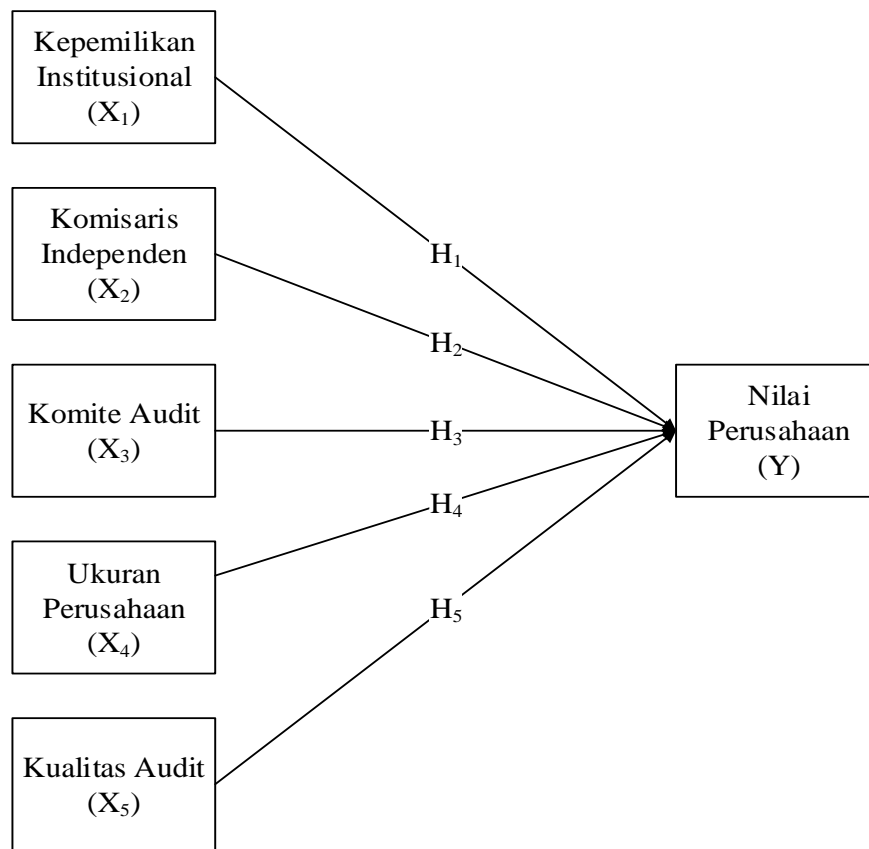 Kepemilikan
Institusional
(X₁)
Komisaris
Independen
(X₂)
Komite Audit
(X₃)
Ukuran
Perusahaan
(X₄)
Kualitas Audit
(X₅)
H₁
H₂
H₃
H₄
H₅
Nilai
Perusahaan
(Y)